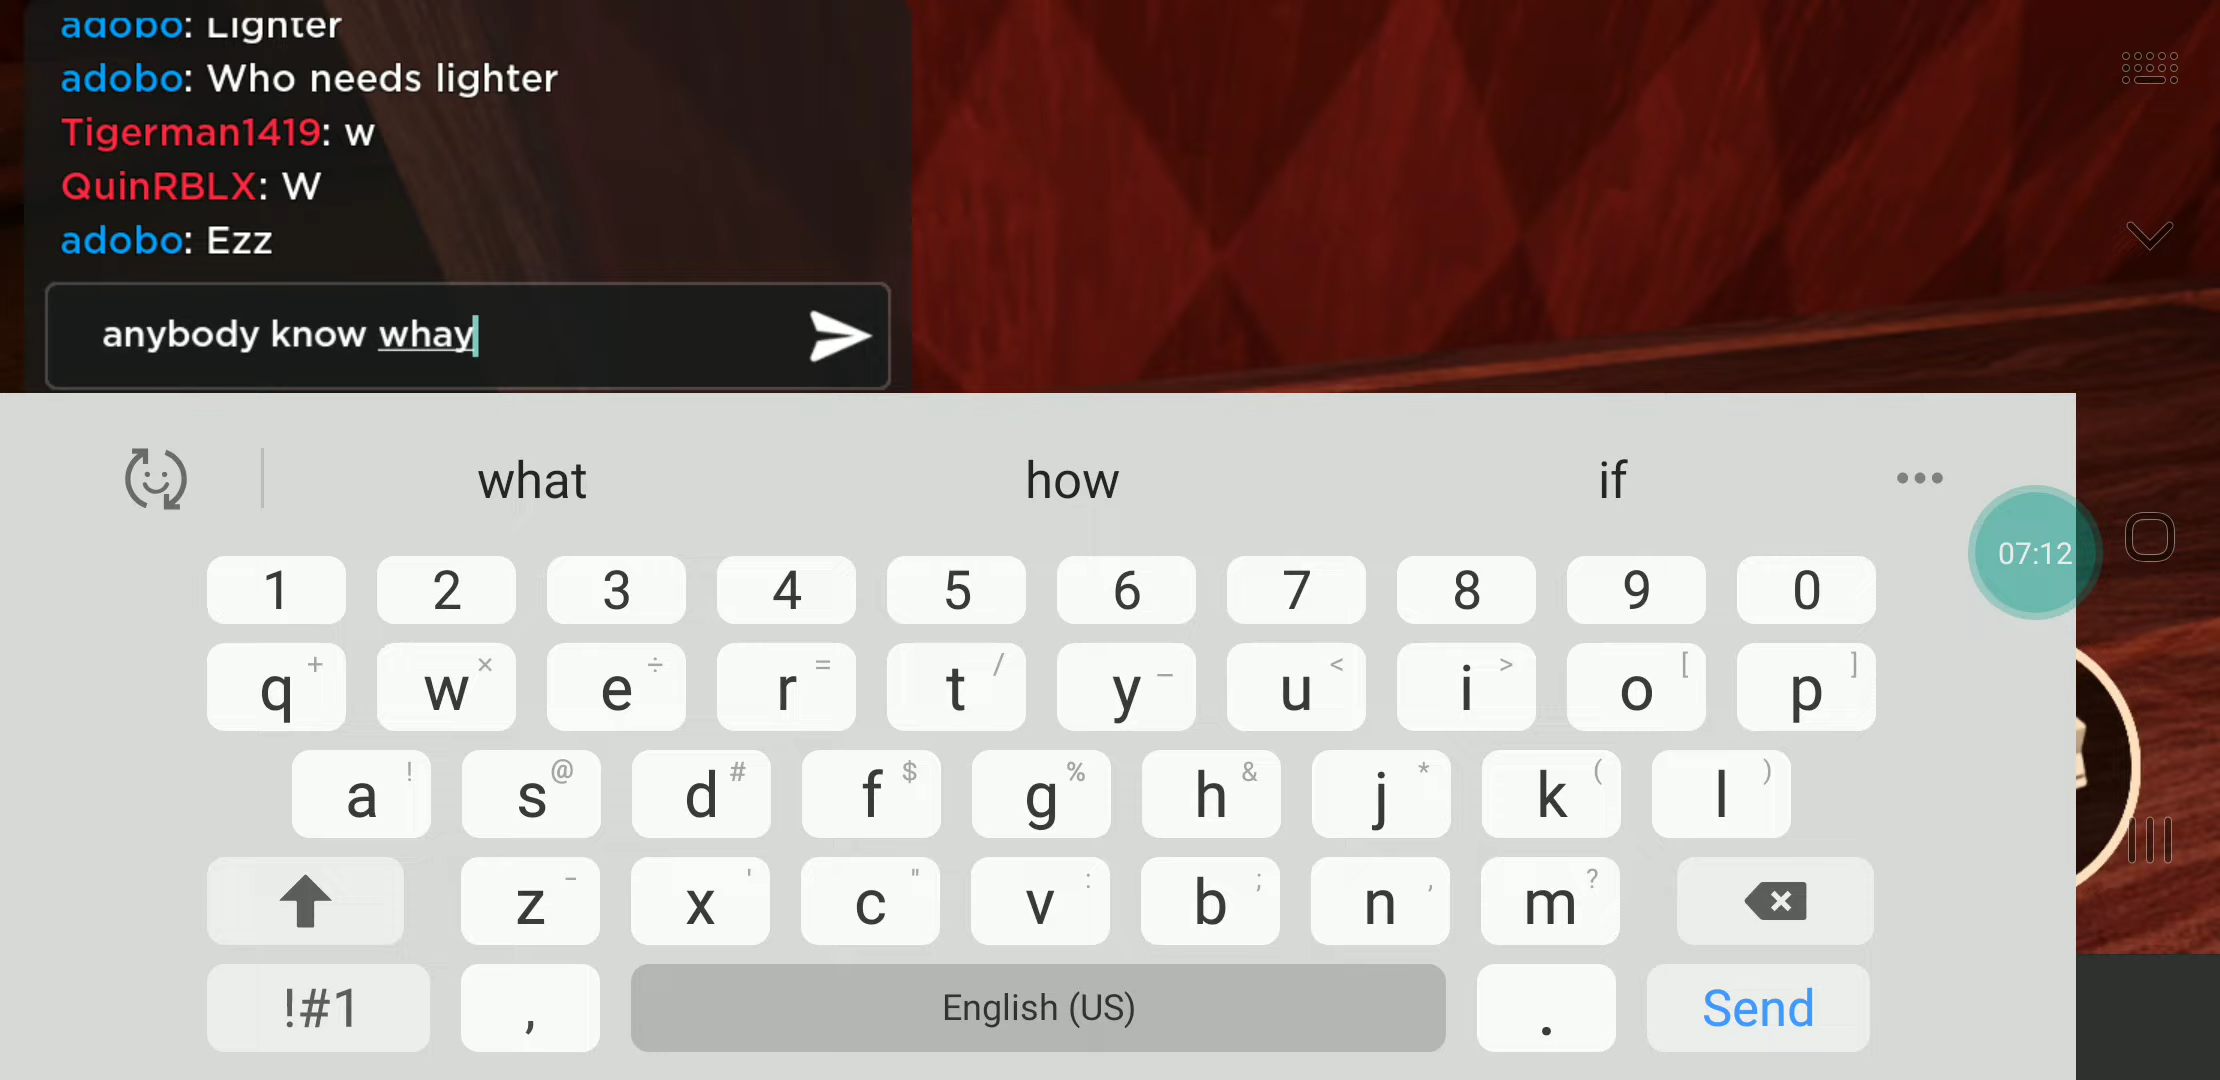 adobo: Lighter
adobo: Who needs lighter
Tigerman1419: w
QuinRBLX: W
adobo: Ezz
anybody know whay
what how if
07:12
1 2 3 4 5 6 7 8 9 0
q + w × e ÷ r = t / y _ u < i > o [ p ]
a ! s @ d # f $ g % h & j * k ( l )
z - x ' c " v : b ; n , m ?
!#1 , English (US) . Send